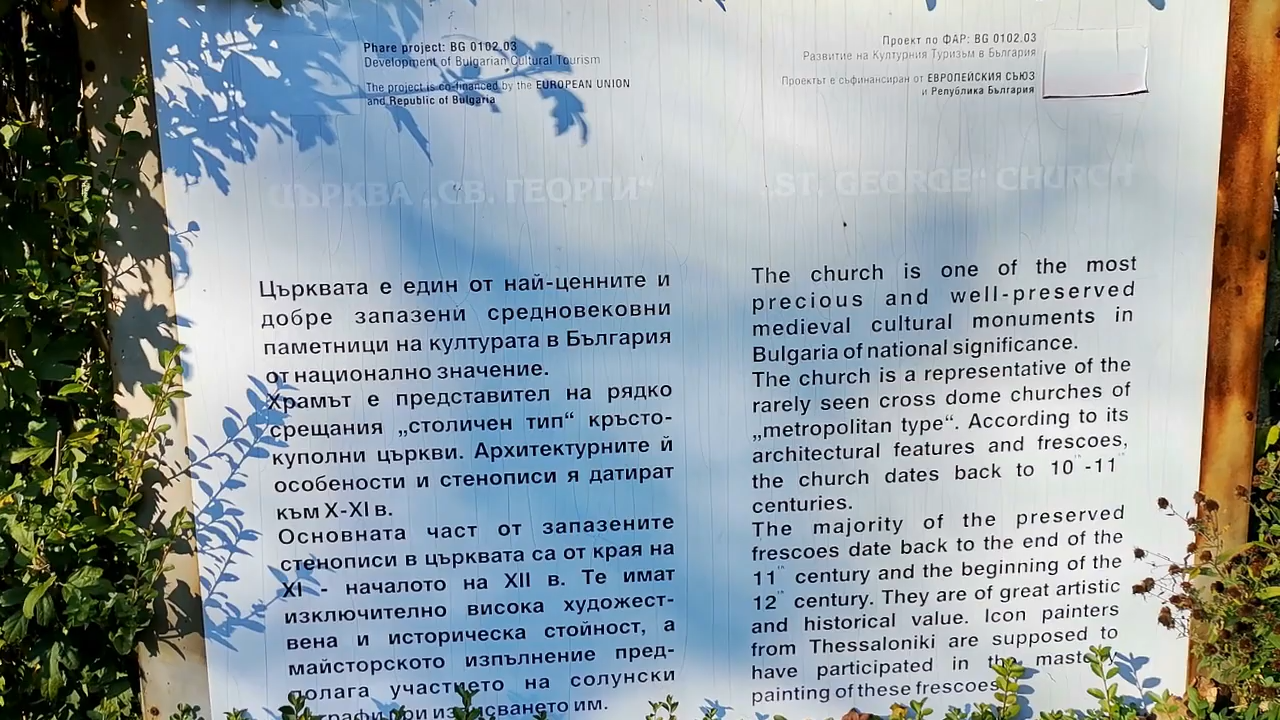 Phare project: BG 0102.03
Development of Bulgarian Cultural Tourism
The project is co-financed by the EUROPEAN UNION
and Republic of Bulgaria
Проект по ФАР: BG 0102.03
Развитие на Културния Туризъм в България
Проектът е съфинансиран от ЕВРОПЕЙСКИЯ СЪЮЗ
и Република България
ЦЪРКВА „СВ. ГЕОРГИ“
Църквата е един от най-ценните и
добре запазени средновековни
паметници на културата в България
от национално значение.
Храмът е представител на рядко
срещания „столичен тип“ кръсто-
куполни църкви. Архитектурните й
особености и стенописи я датират
към X-XI в.
Основната част от запазените
стенописи в църквата са от края на
XI - началото на XII в. Те имат
изключително висока художест-
вена и историческа стойност, а
майсторското изпълнение пред-
полага участието на солунски
при им.
„ST. GEORGE“ CHURCH
The church is one of the most
precious and well-preserved
medieval cultural monuments in
Bulgaria of national significance.
The church is a representative of the
rarely seen cross dome churches of
„metropolitan type“. According to its
architectural features and frescoes,
the church dates back to 10th-11th
centuries.
The majority of the preserved
frescoes date back to the end of the
11th century and the beginning of the
12th century. They are of great artistic
and historical value. Icon painters
from Thessaloniki are supposed to
have participated in the
painting of these frescoes